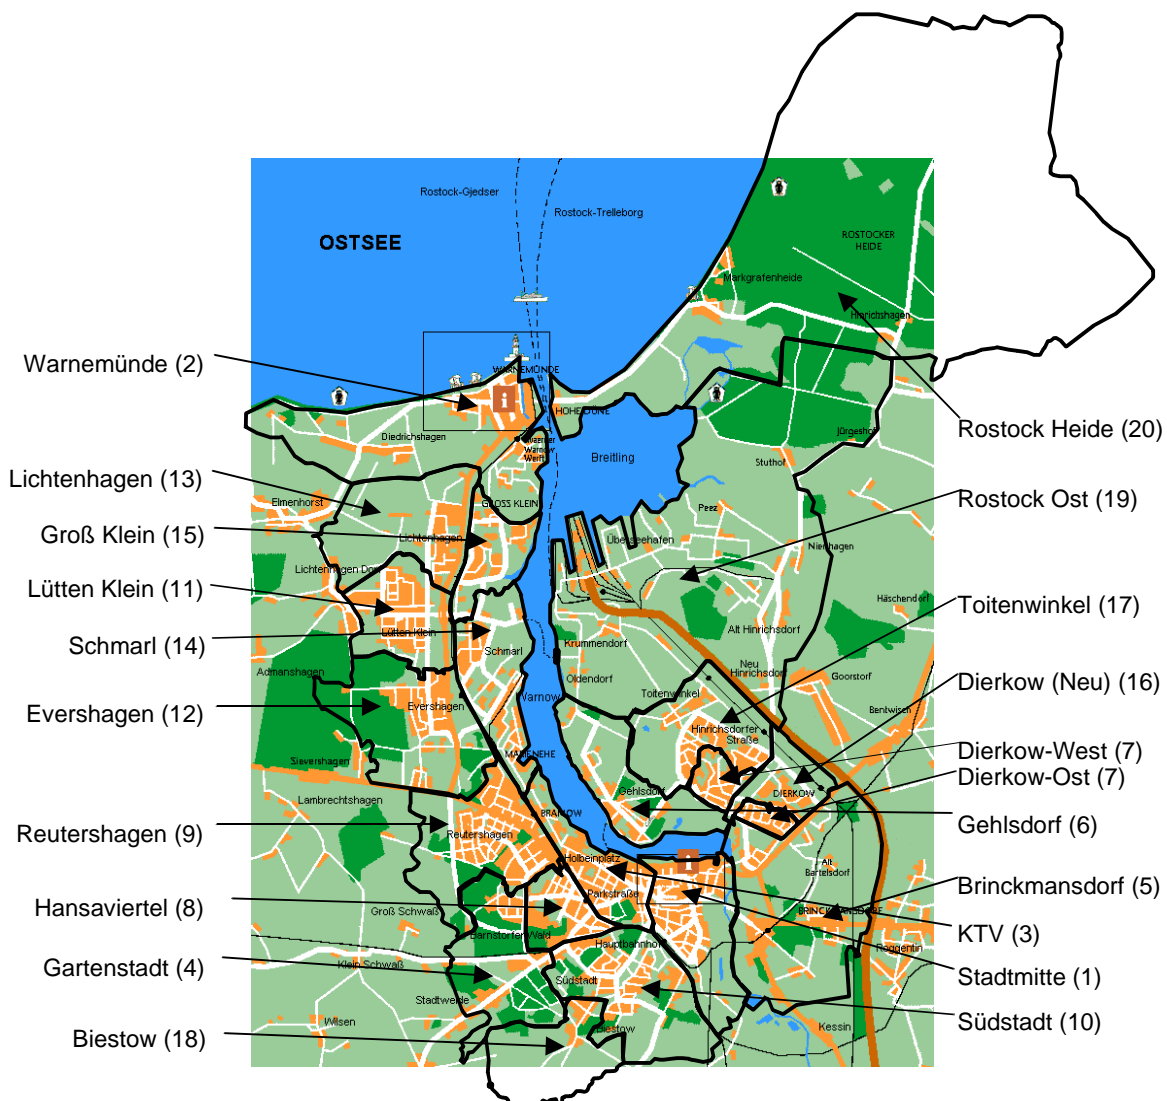 Rostock-Gjedser
Rostock-Trelleborg
OSTSEE
ROSTOCKER
HEIDE
Markgrafenheide
Hinrichshagen
Warnemünde (2)
WARNEMÜNDE
i
HOHE DÜNE
Diedrichshagen
Warnow
Werft
Breitling
Jürgeshof
Stuthof
Rostock Heide (20)
Lichtenhagen (13)
Elmenhorst
GROSS KLEIN
Peez
Rostock Ost (19)
Groß Klein (15)
Lichtenhagen
Überseehafen
Nienhagen
Lichtenhagen Dorf
Lütten Klein (11)
Häschendorf
Toitenwinkel (17)
Lütten Klein
Alt Hinrichsdorf
Schmarl (14)
Schmarl
Krummendorf
Admanshagen
Oldendorf
Neu
Hinrichsdorf
Goorstorf
Dierkow (Neu) (16)
Warnow
Toitenwinkel
Evershagen (12)
Evershagen
Bentwisch
Hinrichsdorfer
Straße
Dierkow-West (7)
MARIENEHE
Sievershagen
Dierkow-Ost (7)
Gehlsdorf
DIERKOW
Lambrechtshagen
BRAMOW
Gehlsdorf (6)
Reutershagen (9)
Reutershagen
Holbeinplatz
i
Alt
Bartelsdorf
Brinckmansdorf (5)
Parkstraße
Hansaviertel (8)
Groß Schwaß
BRINCKMANSDORF
KTV (3)
Barnstorfer Wald
Hauptbahnhof
Roggentin
Gartenstadt (4)
Klein Schwaß
Südstadt
Stadtmitte (1)
Stadtweide
Wilsen
Biestow
Kessin
Südstadt (10)
Biestow (18)